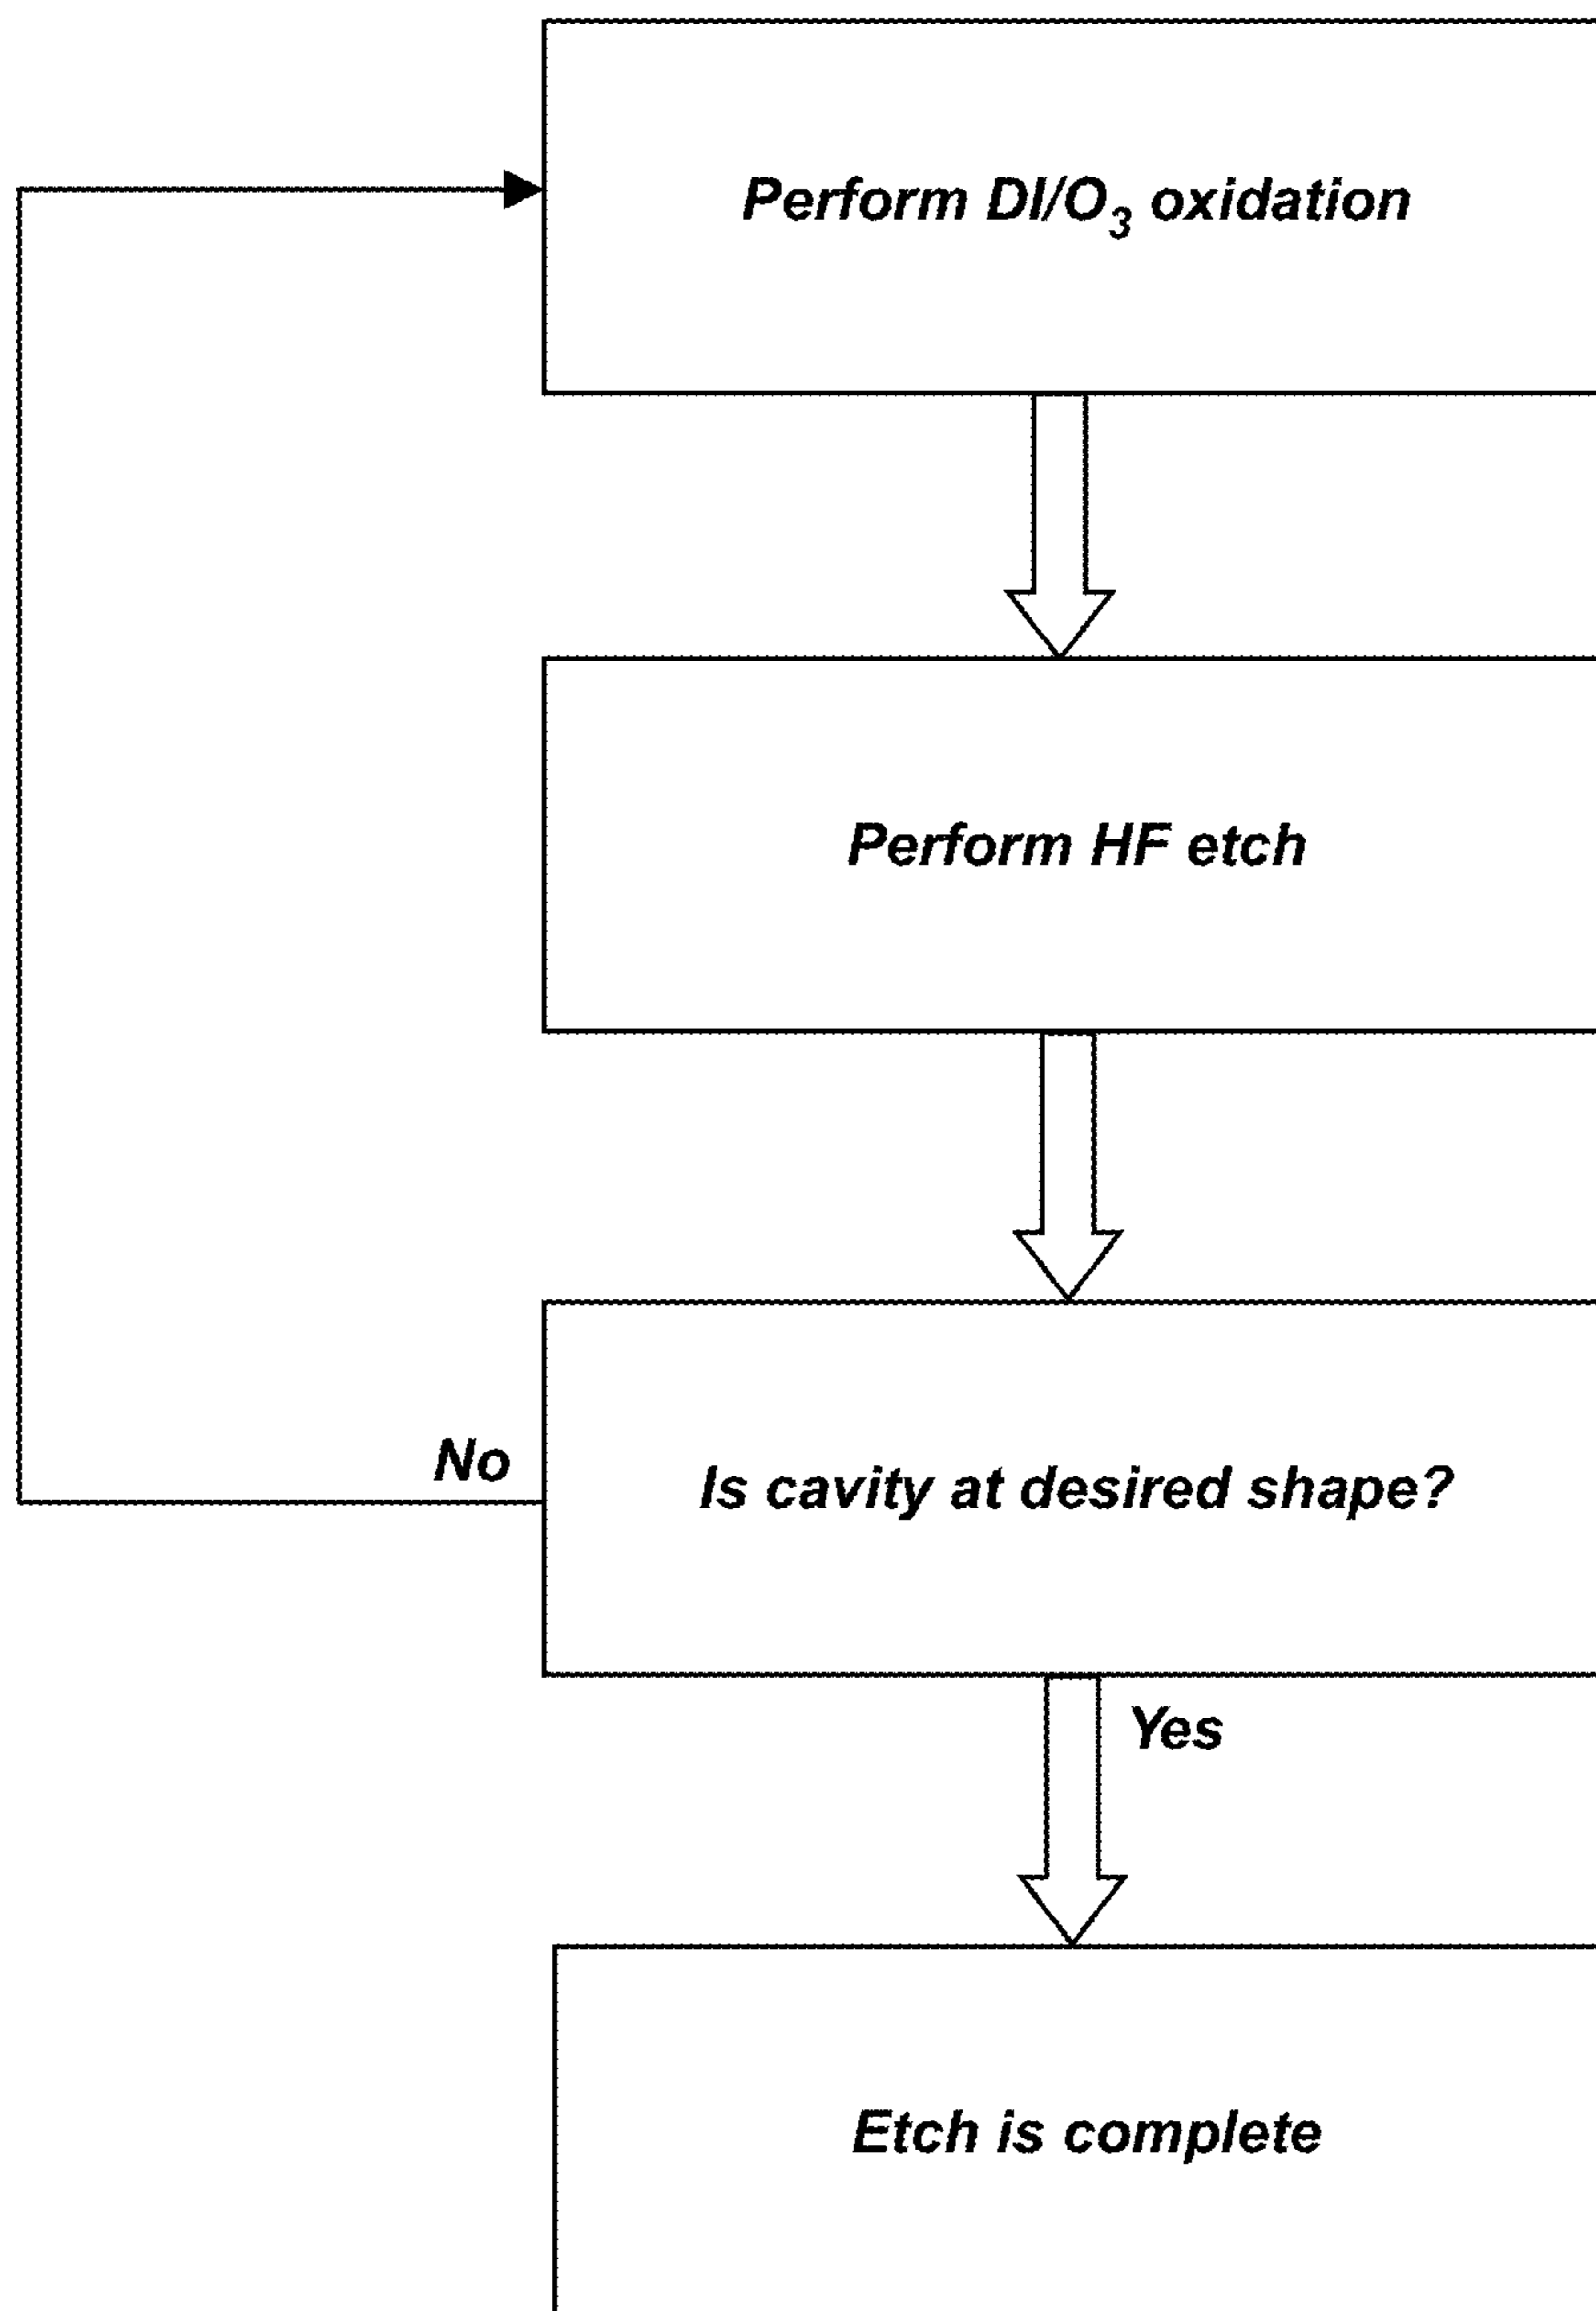 Perform DI/O₃ oxidation
Perform HF etch
No
Is cavity at desired shape?
Yes
Etch is complete